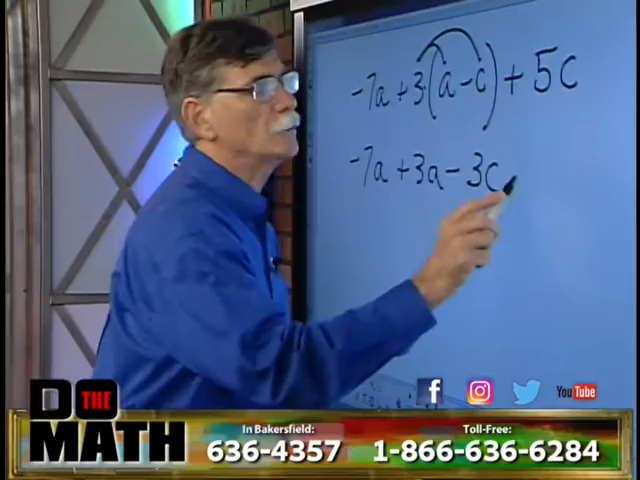 -7a + 3(a - c) + 5c
-7a + 3a - 3c
DO THE MATH
In Bakersfield:
636-4357
Toll-Free:
1-866-636-6284
f
YouTube